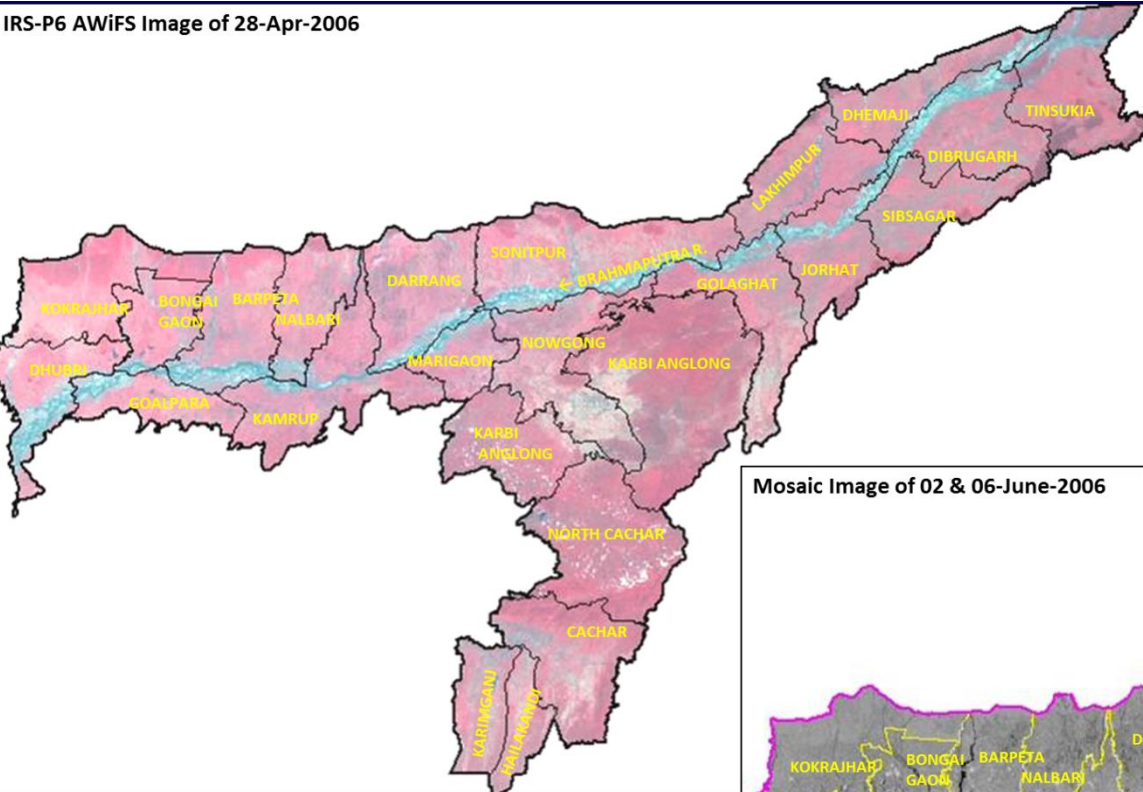 IRS-P6 AWiFS Image of 28-Apr-2006
TINSUKIA
DHEMAJI
DIBRUGARH
LAKHIMPUR
SIBSAGAR
SONITPUR
← BRAHMAPUTRA R.
JORHAT
DARRANG
GOLAGHAT
KOKRAJHAR
BONGAI
GAON
BARPETA
NALBARI
NOWGONG
MARIGAON
KARBI ANGLONG
DHUBRI
GOALPARA
KAMRUP
KARBI
ANGLONG
NORTH CACHAR
CACHAR
KARIMGANJ
HAILAKANDI
Mosaic Image of 02 & 06-June-2006
KOKRAJHAR
BONGAI
GAON
BARPETA
NALBARI